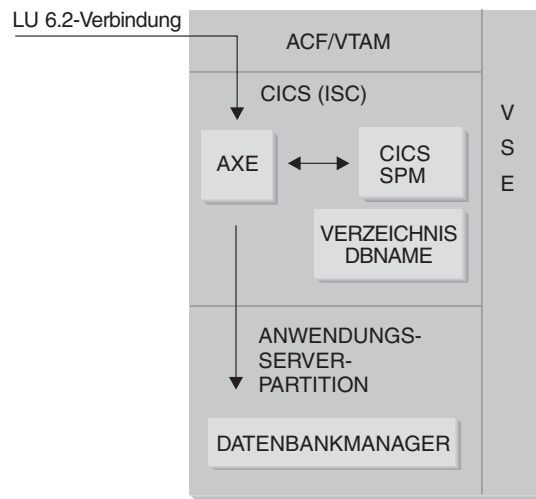 LU 6.2-Verbindung
ACF/VTAM
CICS (ISC)
V
S
E
AXE
CICS
SPM
VERZEICHNIS
DBNAME
ANWENDUNGS-
SERVER-
PARTITION
DATENBANKMANAGER